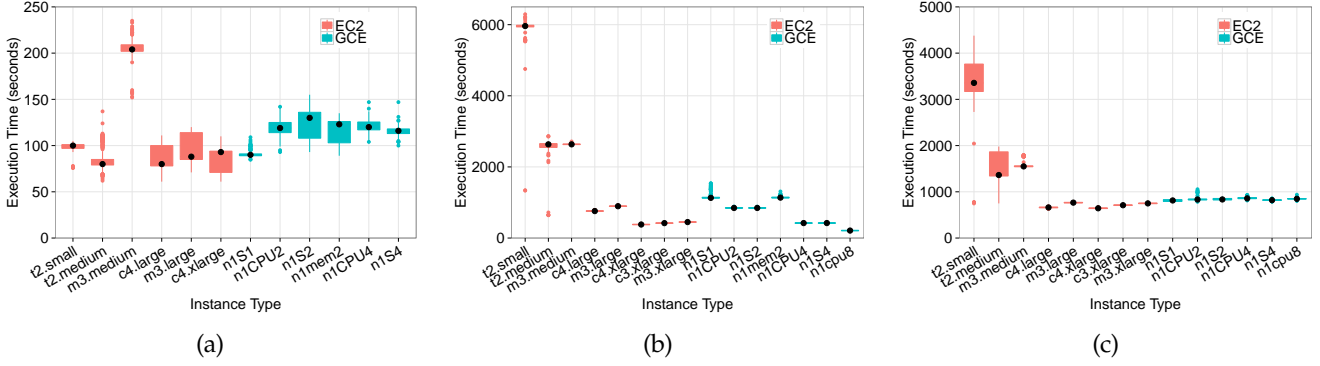 250
200
150
100
50
0
Execution Time (seconds)
EC2
GCE
t2.small
t2.medium
m3.medium
c4.large
m3.large
c4.xlarge
n1S1
n1CPU2
n1S2
n1mem2
n1CPU4
n1S4
Instance Type
(a)
6000
4000
2000
0
Execution Time (seconds)
EC2
GCE
t2.small
t2.medium
m3.medium
c4.large
m3.large
c4.xlarge
c3.xlarge
m3.xlarge
n1S1
n1CPU2
n1S2
n1mem2
n1CPU4
n1S4
n1cpu8
Instance Type
(b)
5000
4000
3000
2000
1000
0
Execution Time (seconds)
EC2
GCE
t2.small
t2.medium
m3.medium
c4.large
m3.large
c4.xlarge
c3.xlarge
m3.xlarge
n1S1
n1CPU2
n1S2
n1CPU4
n1S4
n1cpu8
Instance Type
(c)